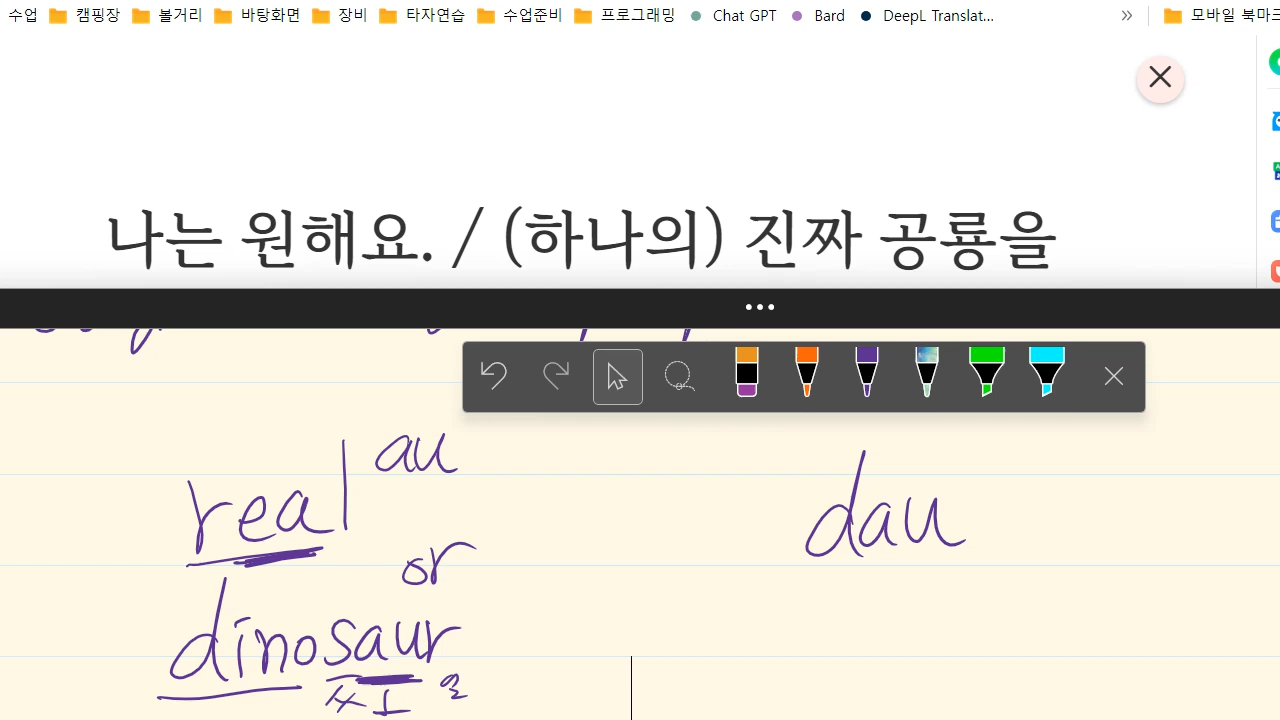 수업 캠핑장 볼거리 바탕화면 장비 타자연습 수업준비 프로그래밍 Chat GPT Bard DeepL Translat... » 모바일 북마크
나는 원해요. / (하나의) 진짜 공룡을
real au
dau
or
dinosaur